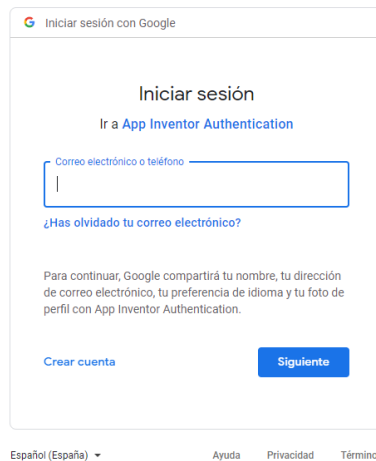 Iniciar sesión con Google
Iniciar sesión
Ir a App Inventor Authentication
Correo electrónico o teléfono
¿Has olvidado tu correo electrónico?
Para continuar, Google compartirá tu nombre, tu dirección
de correo electrónico, tu preferencia de idioma y tu foto de
perfil con App Inventor Authentication.
Crear cuenta Siguiente
Español (España) Ayuda Privacidad Término